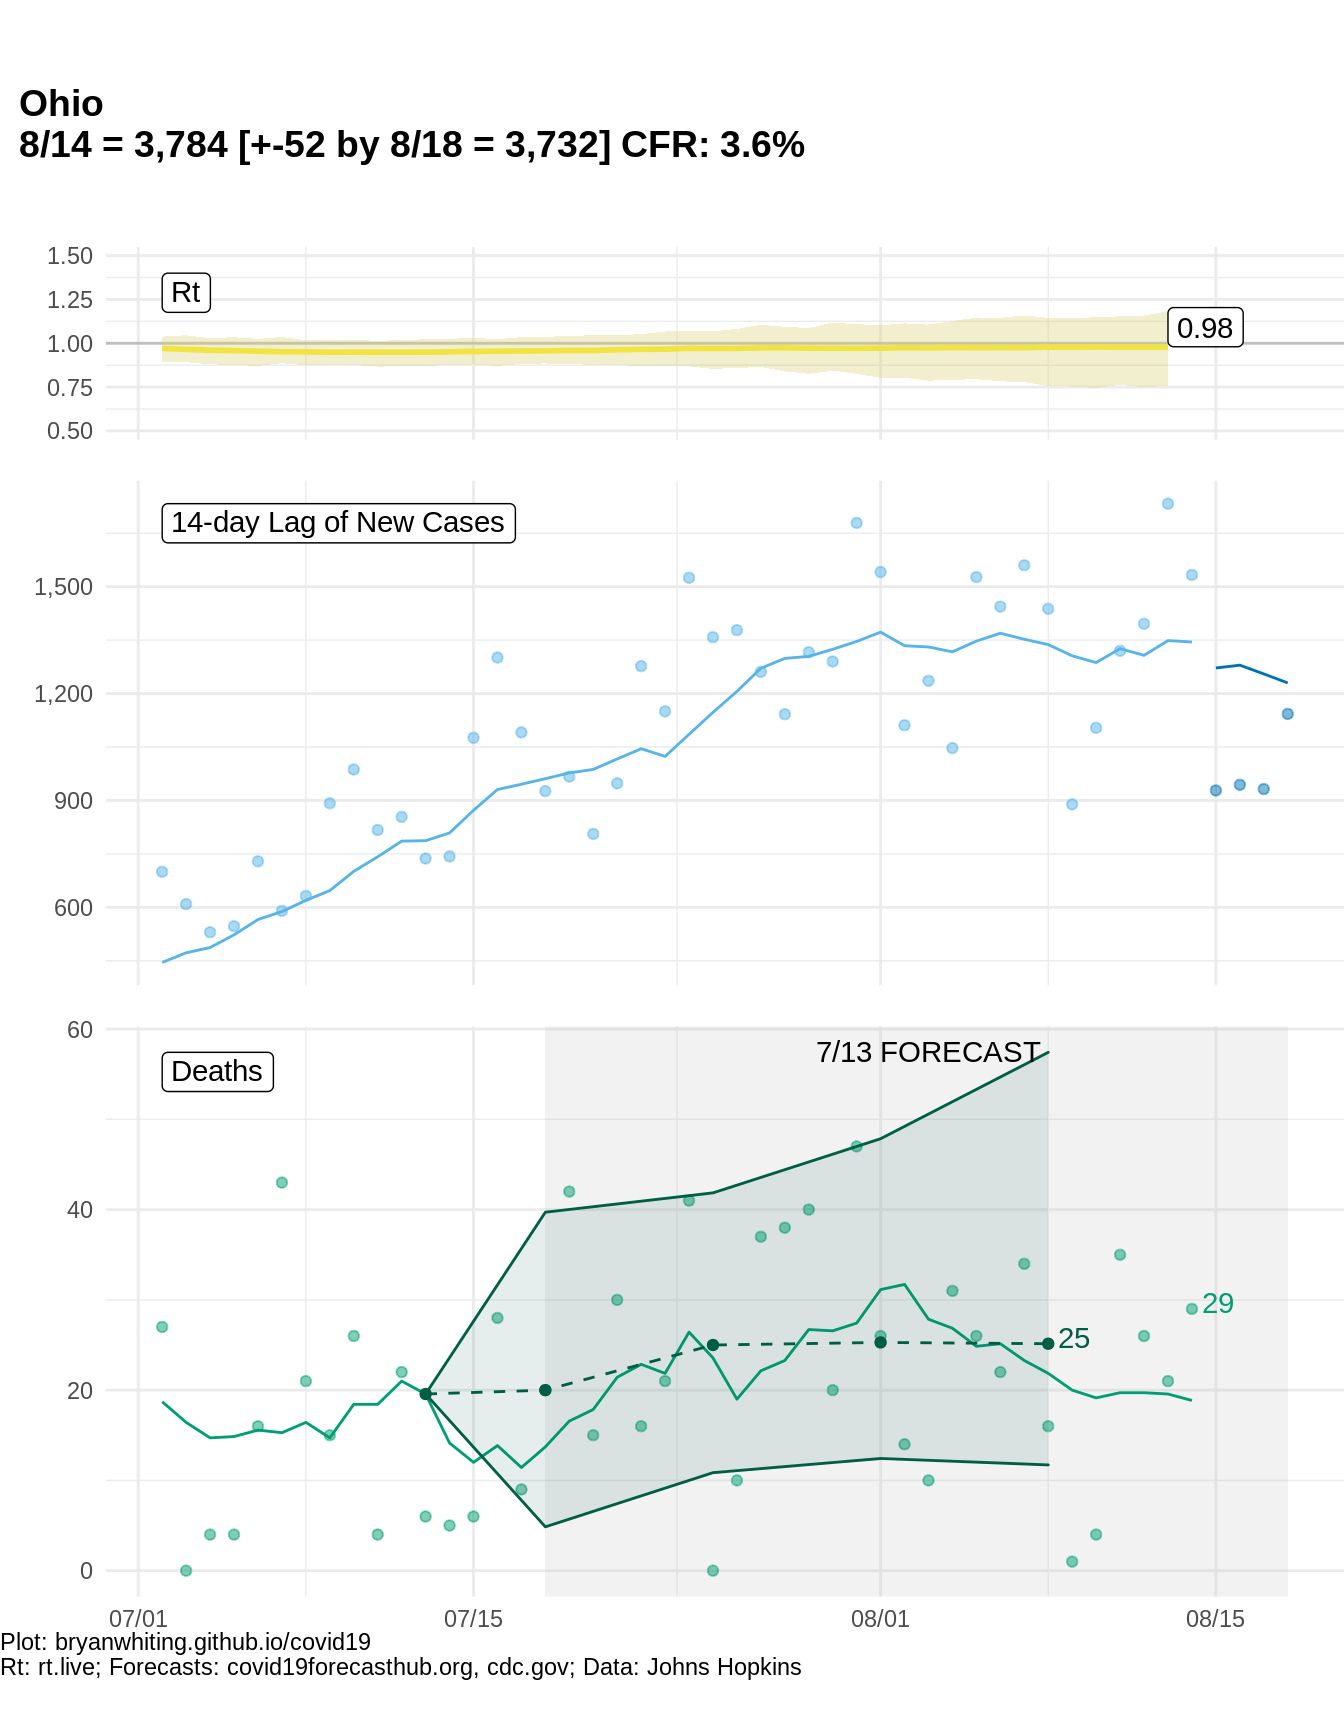 Ohio
8/14 = 3,784 [+-52 by 8/18 = 3,732] CFR: 3.6%
1.50
1.25
1.00
0.75
0.50
Rt
0.98
14-day Lag of New Cases
1,500
1,200
900
600
60
40
20
0
Deaths
7/13 FORECAST
29
25
07/01
07/15
08/01
08/15
Plot: bryanwhiting.github.io/covid19
Rt: rt.live; Forecasts: covid19forecasthub.org, cdc.gov; Data: Johns Hopkins